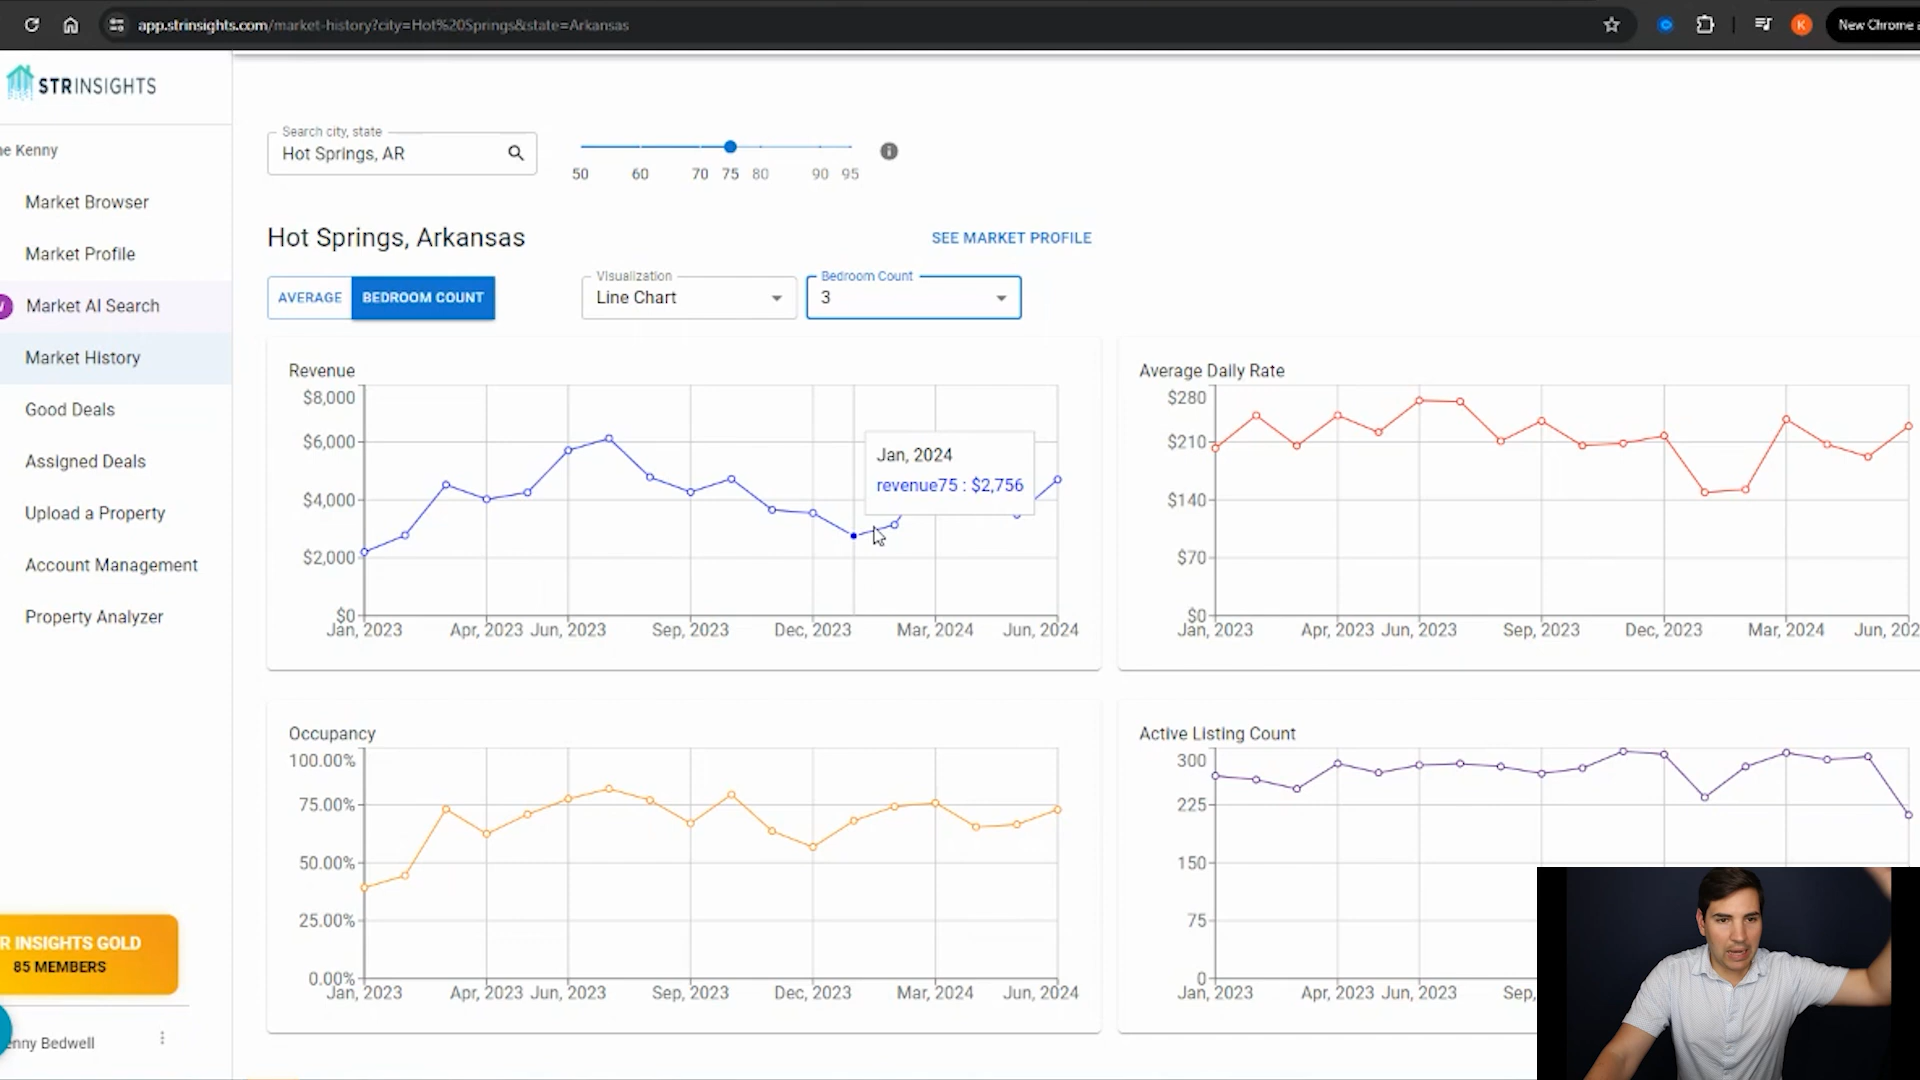 app.strinsights.com/market-history?city=Hot%20Springs&state=Arkansas
K
New Chrome
STRINSIGHTS
Kenny
Market Browser
Market Profile
Market AI Search
Market History
Good Deals
Assigned Deals
Upload a Property
Account Management
Property Analyzer
R INSIGHTS GOLD
85 MEMBERS
enny Bedwell
Search city, state
Hot Springs, AR
50 60 70 75 80 90 95
Hot Springs, Arkansas
SEE MARKET PROFILE
AVERAGE
BEDROOM COUNT
Visualization
Line Chart
Bedroom Count
3
Revenue
$8,000
$6,000
$4,000
$2,000
$0
Jan, 2023 Apr, 2023 Jun, 2023 Sep, 2023 Dec, 2023 Mar, 2024 Jun, 2024
Jan, 2024
revenue75 : $2,756
Average Daily Rate
$280
$210
$140
$70
$0
Jan, 2023 Apr, 2023 Jun, 2023 Sep, 2023 Dec, 2023 Mar, 2024 Jun, 202
Occupancy
100.00%
75.00%
50.00%
25.00%
0.00%
Jan, 2023 Apr, 2023 Jun, 2023 Sep, 2023 Dec, 2023 Mar, 2024 Jun, 2024
Active Listing Count
300
225
150
75
0
Jan, 2023 Apr, 2023 Jun, 2023 Sep,